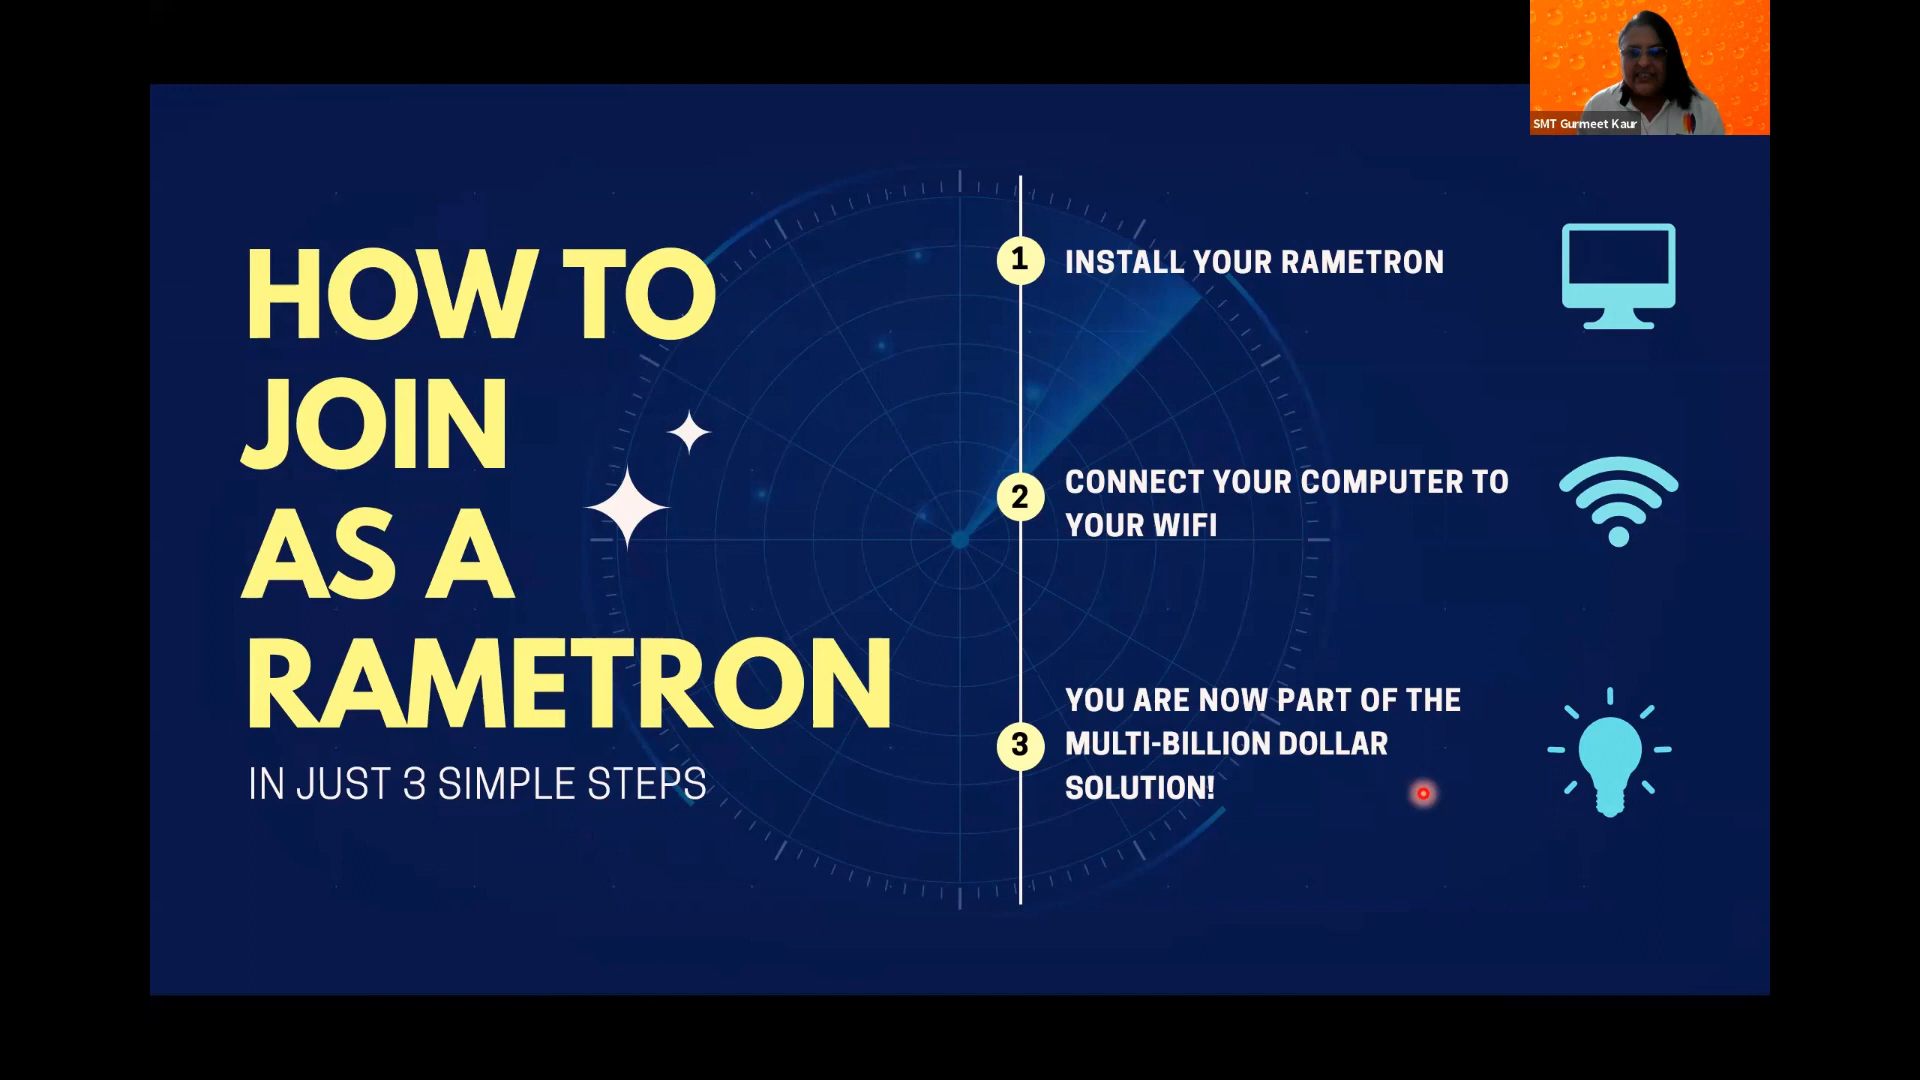 SMT Gurmeet Kaur
HOW TO
JOIN
AS A
RAMETRON
IN JUST 3 SIMPLE STEPS
1
INSTALL YOUR RAMETRON
2
CONNECT YOUR COMPUTER TO
YOUR WIFI
3
YOU ARE NOW PART OF THE
MULTI-BILLION DOLLAR
SOLUTION!